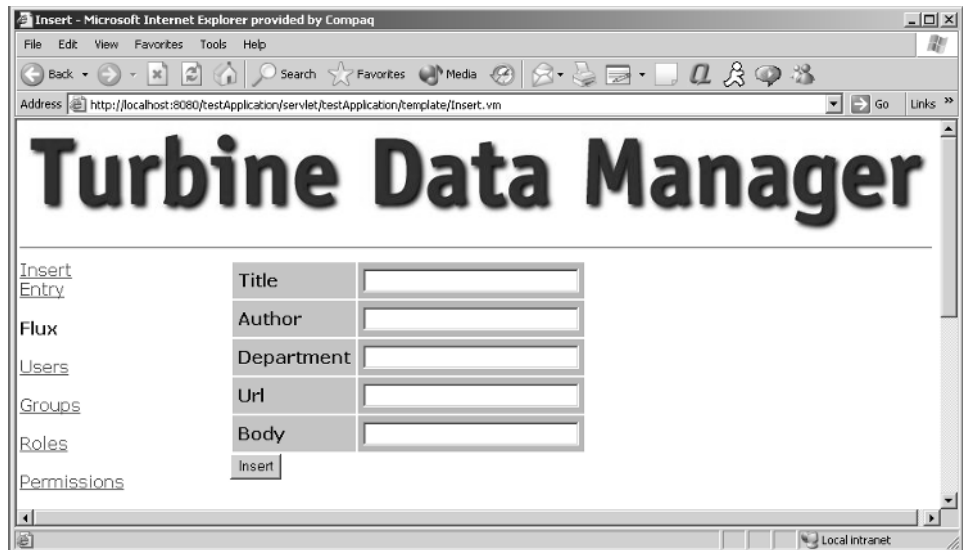 Insert - Microsoft Internet Explorer provided by Compaq
File Edit View Favorites Tools Help
Back Search Favorites Media
Address http://localhost:8080/testApplication/servlet/testApplication/template/Insert.vm Go Links »
Turbine Data Manager
Insert
Entry
Flux
Users
Groups
Roles
Permissions
Title
Author
Department
Url
Body
Insert
Local intranet